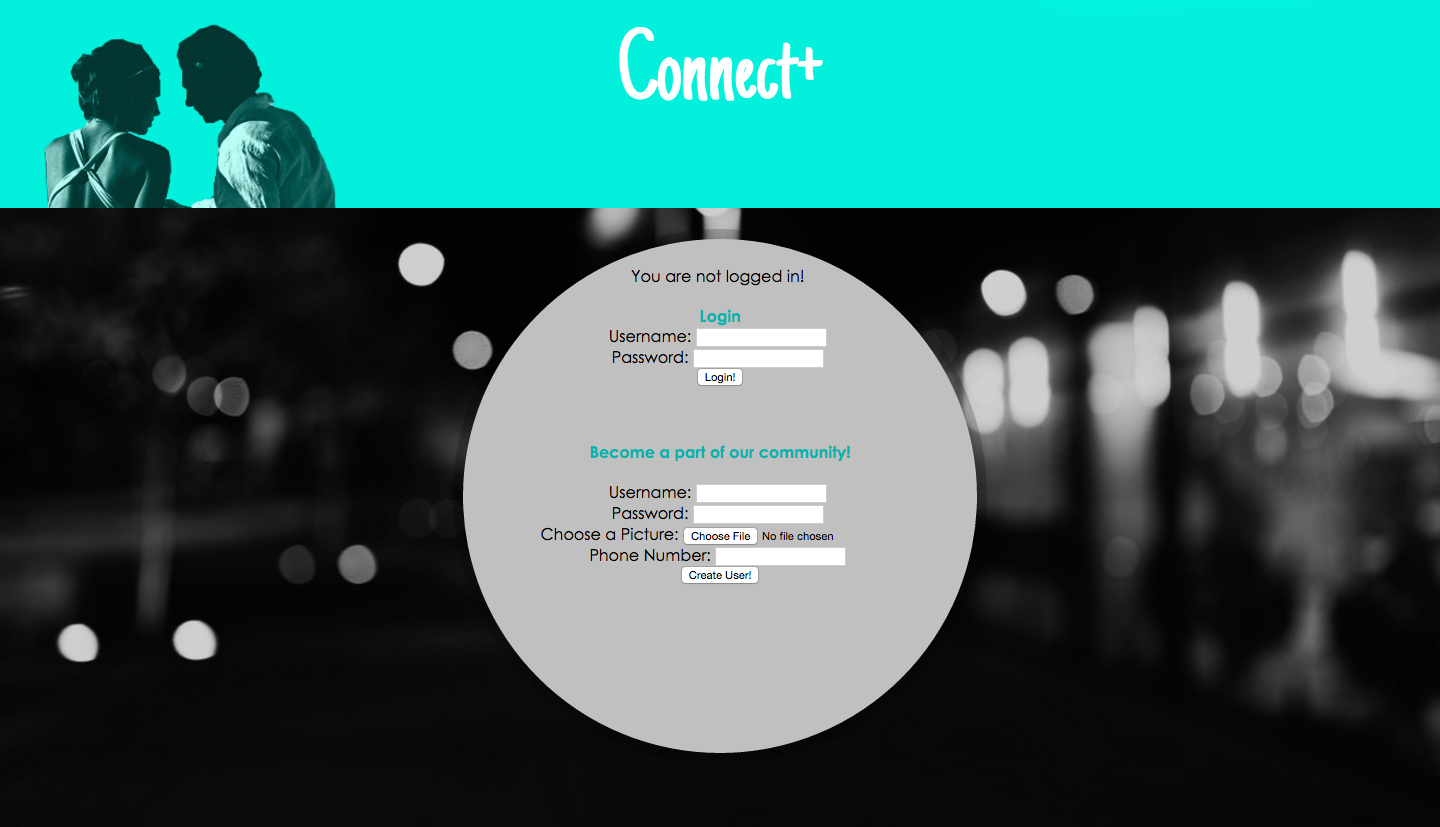 Connect+
You are not logged in!
Login
Username:
Password:
Login!
Become a part of our community!
Username:
Password:
Choose a Picture: Choose File No file chosen
Phone Number:
Create User!